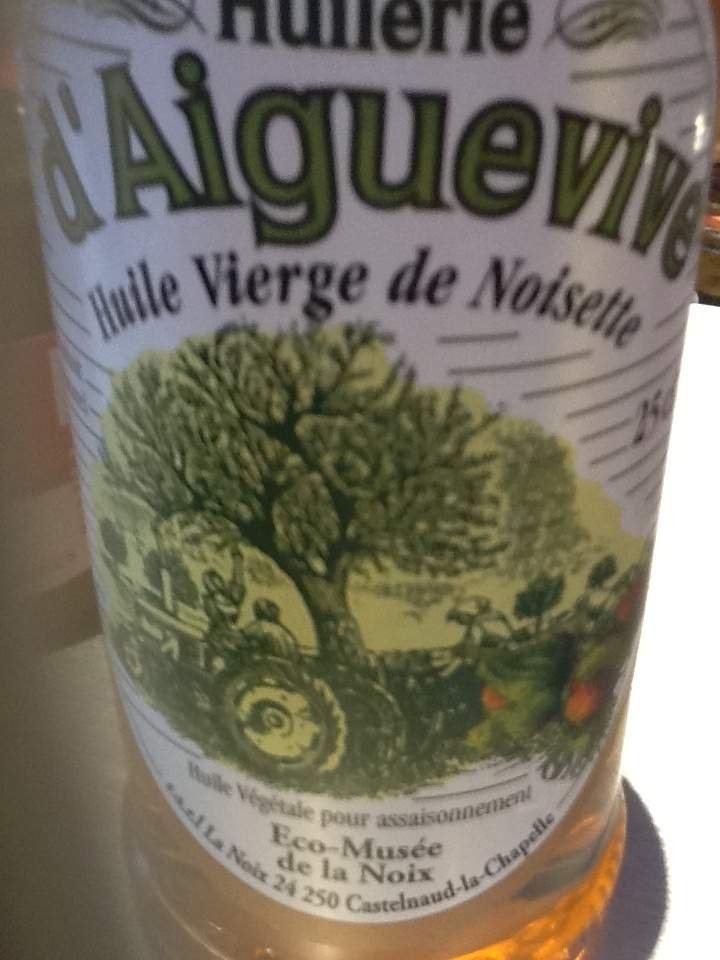 Huilerie
d'Aiguevive
Huile Vierge de Noisette
25 c
Huile Végétale pour assaisonnement
Eco-Musée
de la Noix
s.a.r.l La Noix 24 250 Castelnaud-la-Chapelle